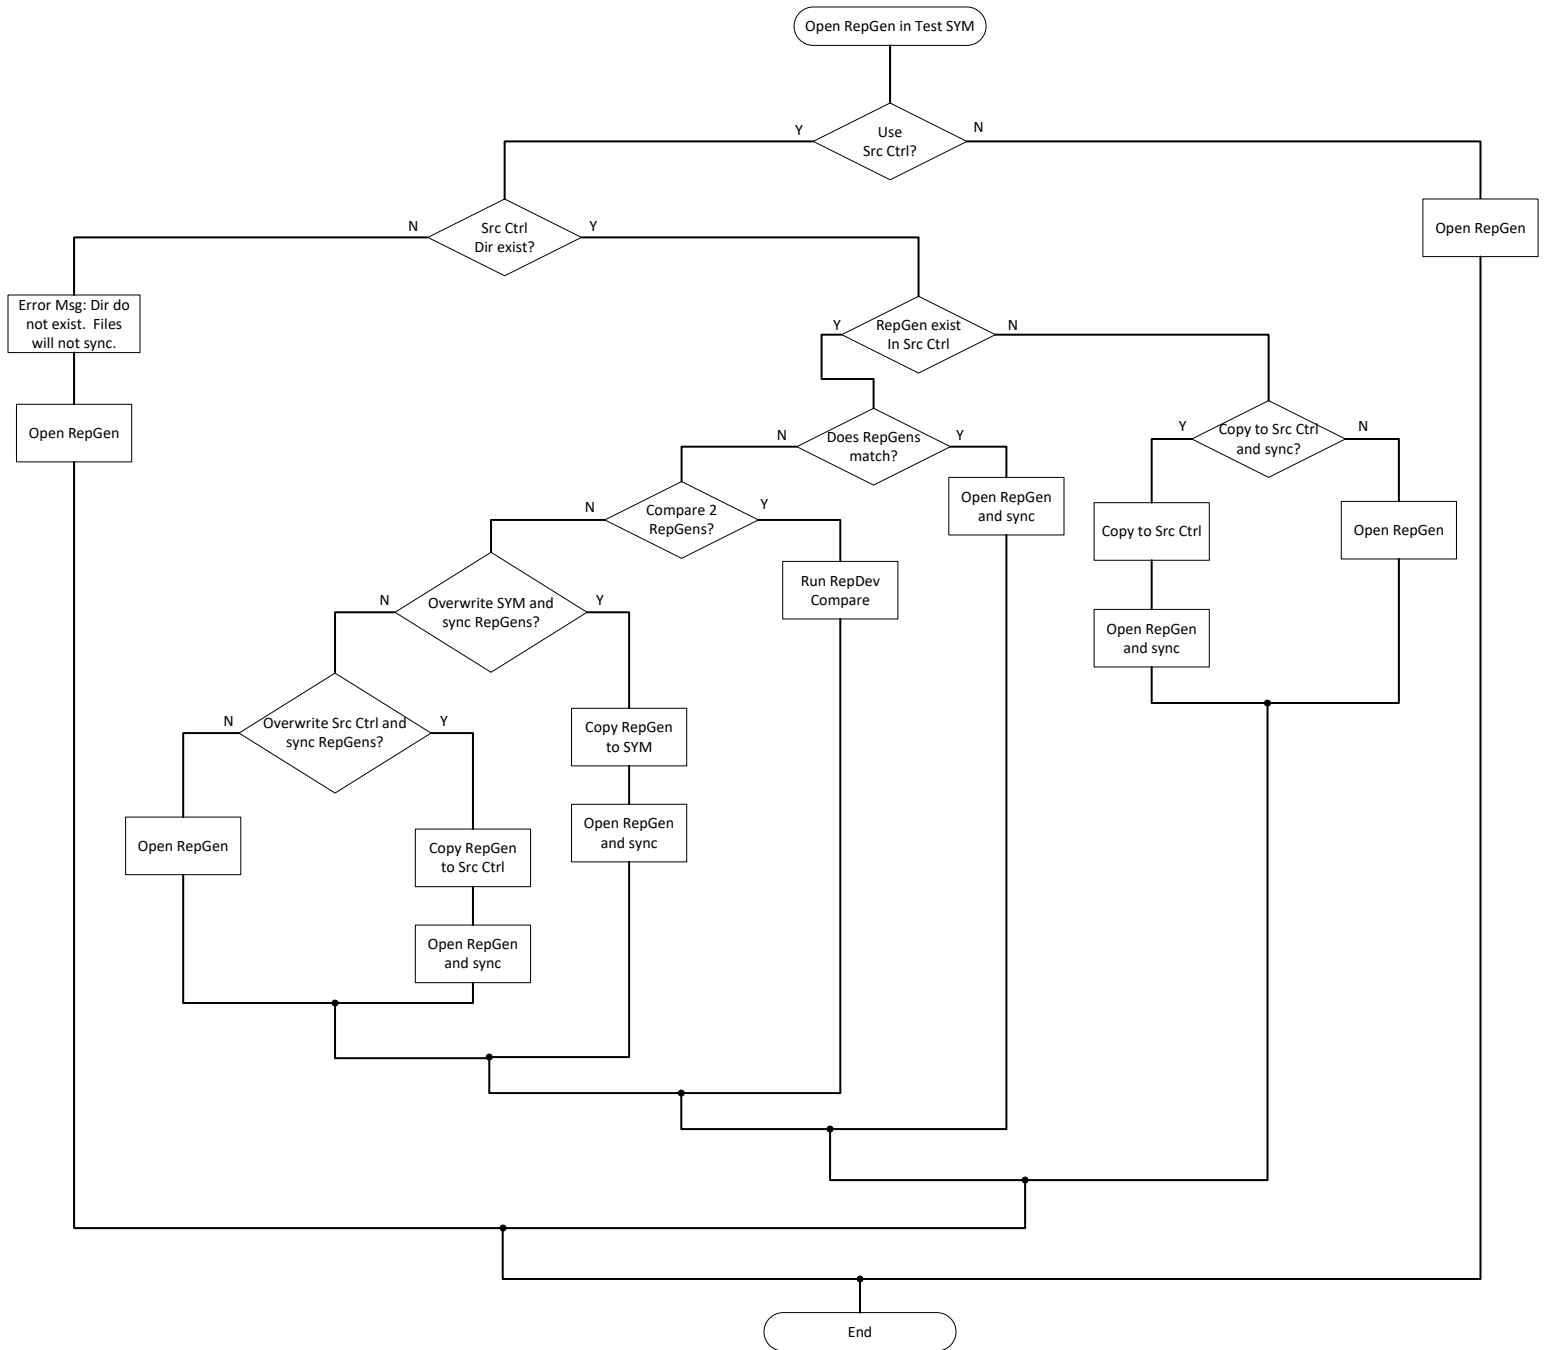 Open RepGen in Test SYM
Y
Use
Src Ctrl?
N
N
Src Ctrl
Dir exist?
Y
Open RepGen
Error Msg: Dir do
not exist.  Files
will not sync.
Y
RepGen exist
In Src Ctrl
N
Open RepGen
N
Does RepGens
match?
Y
Y
Copy to Src Ctrl
and sync?
N
N
Compare 2
RepGens?
Y
Open RepGen
and sync
Copy to Src Ctrl
Open RepGen
N
Overwrite SYM and
sync RepGens?
Y
Run RepDev
Compare
Open RepGen
and sync
N
Overwrite Src Ctrl and
sync RepGens?
Y
Copy RepGen
to SYM
Open RepGen
Copy RepGen
to Src Ctrl
Open RepGen
and sync
Open RepGen
and sync
End